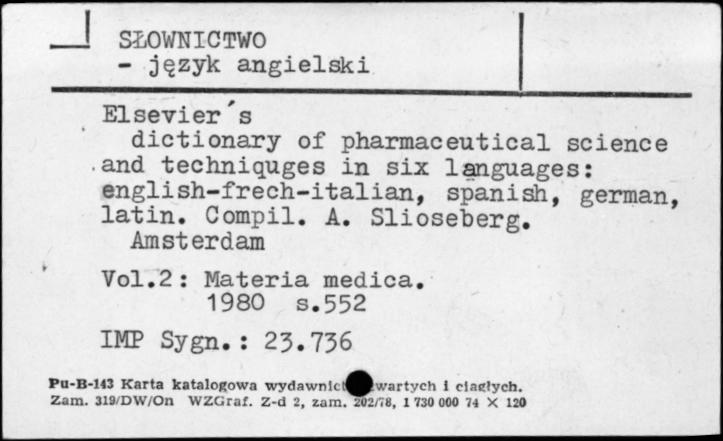 SŁOWNICTWO
- język angielski
Elsevier´s
dictionary of pharmaceutical science
and techniquges in six languages:
english-frech-italian, spanish, german,
latin. Compil. A. Slioseberg.
Amsterdam
Vol.2: Materia medica.
1980 s.552
IMP Sygn.: 23.736
Pu-B-143 Karta katalogowa i ciągłych.
Zam. 319/DW/On WZGraf. Z-d 2, zam. 202/78, 1 730 000 74 × 120